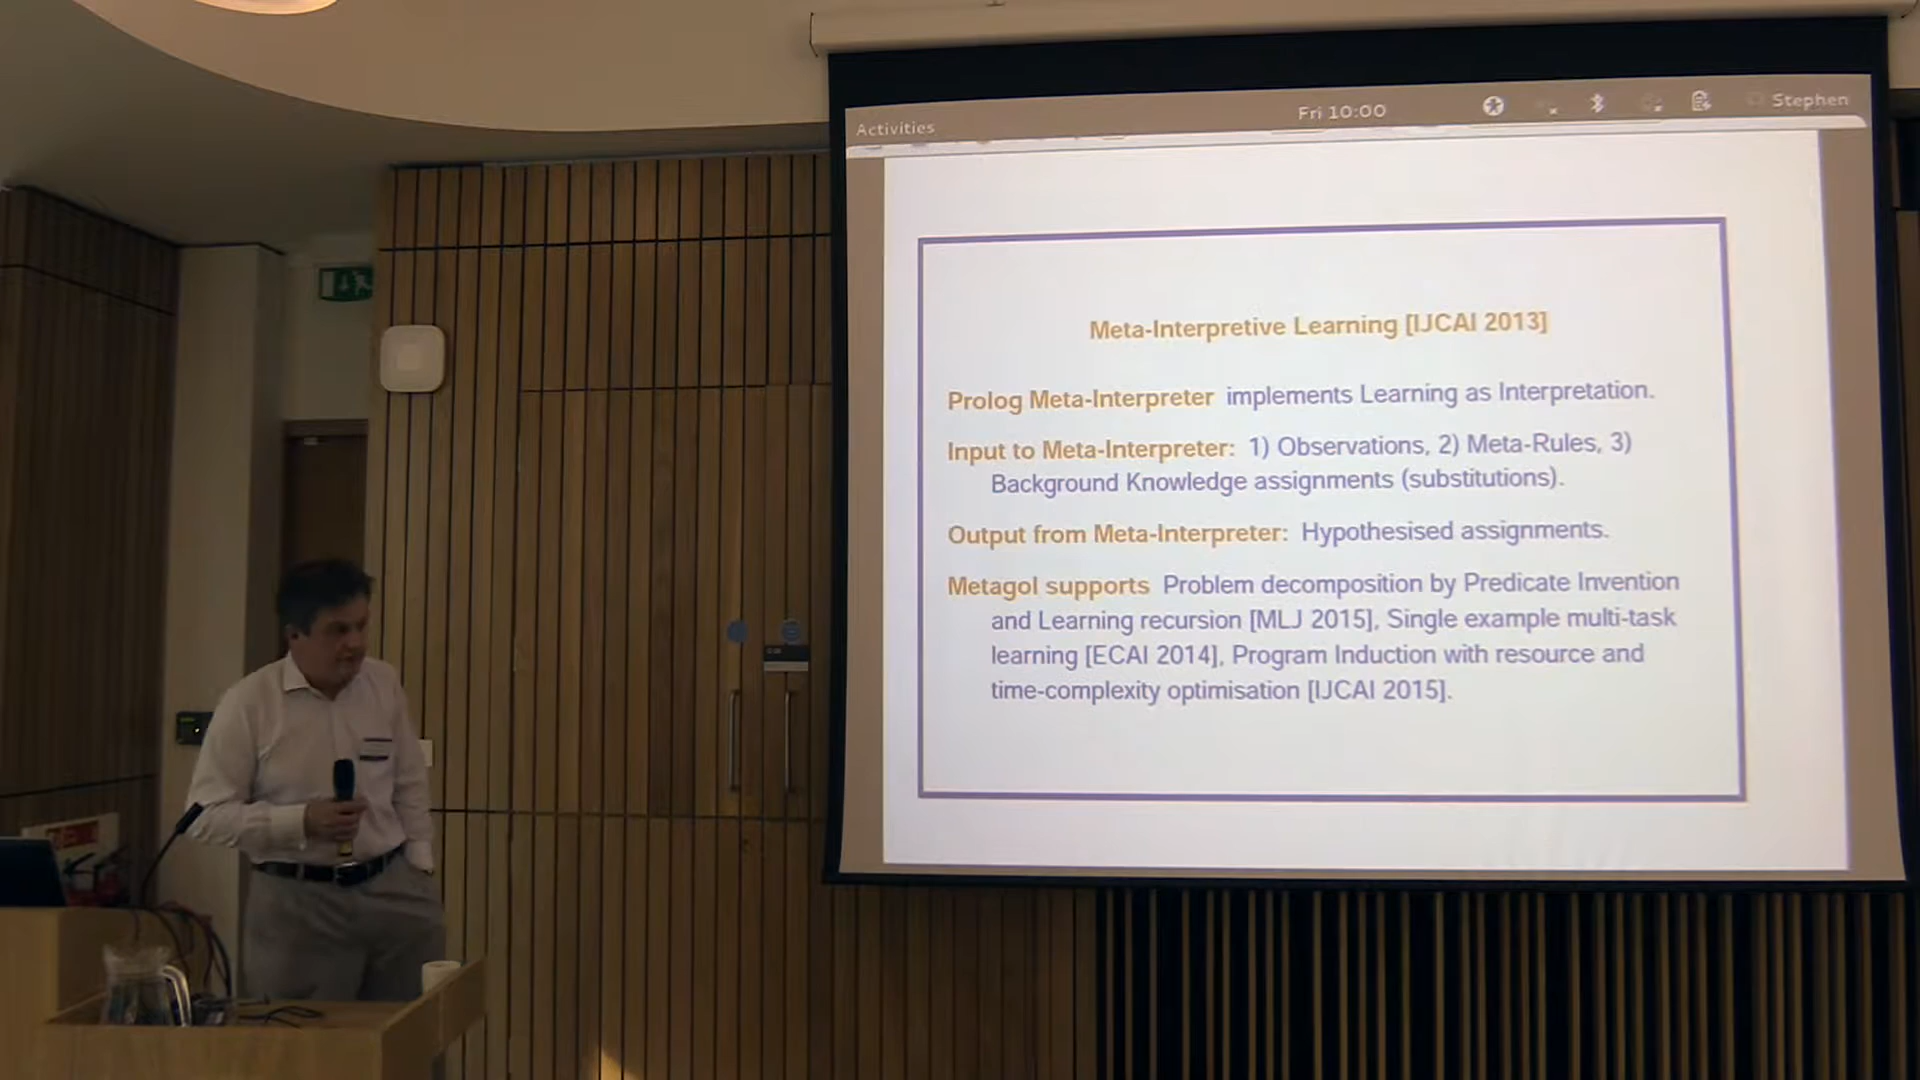 Activities
Fri 10:00
Stephen
Meta-Interpretive Learning [IJCAI 2013]
Prolog Meta-Interpreter implements Learning as Interpretation.
Input to Meta-Interpreter: 1) Observations, 2) Meta-Rules, 3)
Background Knowledge assignments (substitutions).
Output from Meta-Interpreter: Hypothesised assignments.
Metagol supports Problem decomposition by Predicate Invention
and Learning recursion [MLJ 2015], Single example multi-task
learning [ECAI 2014], Program Induction with resource and
time-complexity optimisation [IJCAI 2015].